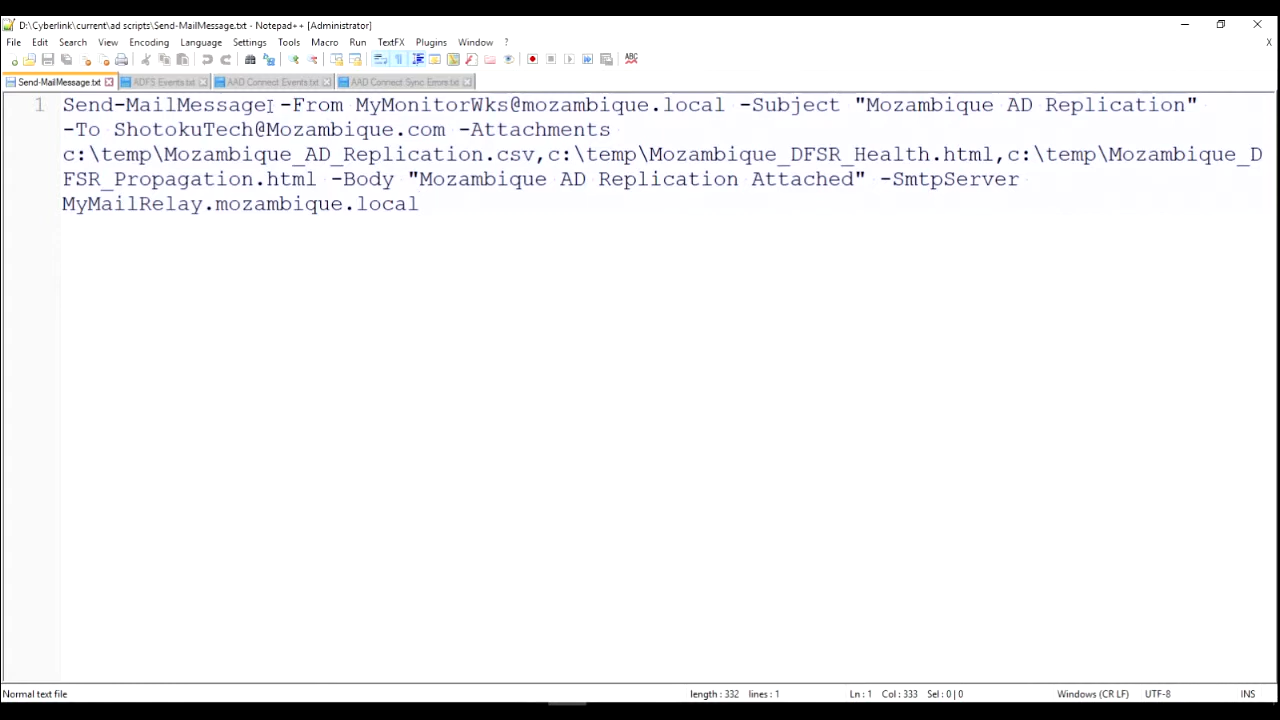 D:\Cyberlink\current\ad scripts\Send-MailMessage.txt - Notepad++ [Administrator]
File Edit Search View Encoding Language Settings Tools Macro Run TextFX Plugins Window ? X
Send-MailMessage.txt ADFS Events.txt AAD Connect Events.txt AAD Connect Sync Errors.txt
1 Send-MailMessage -From MyMonitorWks@mozambique.local -Subject "Mozambique AD Replication"
-To ShotokuTech@Mozambique.com -Attachments
c:\temp\Mozambique_AD_Replication.csv,c:\temp\Mozambique_DFSR_Health.html,c:\temp\Mozambique_D
FSR_Propagation.html -Body "Mozambique AD Replication Attached" -SmtpServer
MyMailRelay.mozambique.local
Normal text file length : 332 lines : 1 Ln : 1 Col : 333 Sel : 0 | 0 Windows (CR LF) UTF-8 INS